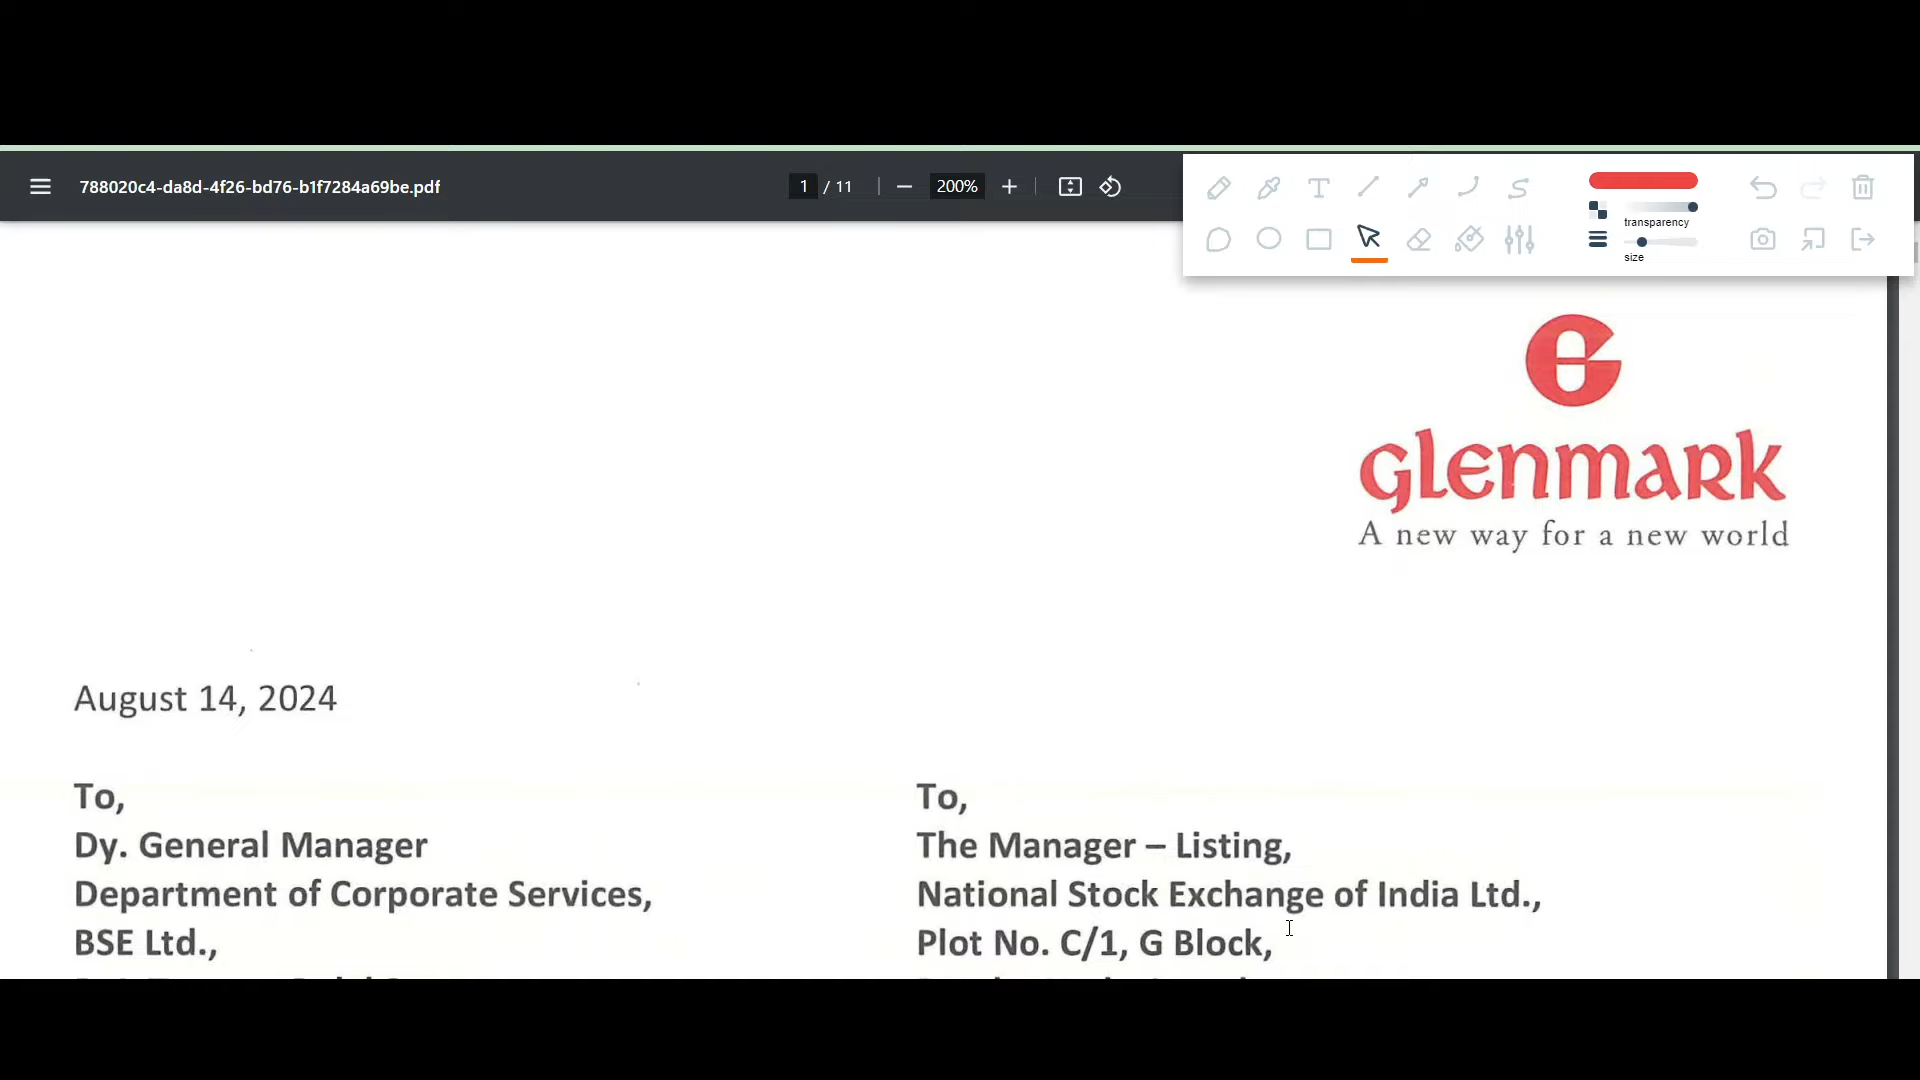 788020c4-da8d-4f26-bd76-b1f7284a69be.pdf
1 / 11
200%
transparency
size
glenmark
A new way for a new world
August 14, 2024
To,
Dy. General Manager
Department of Corporate Services,
BSE Ltd.,
To,
The Manager – Listing,
National Stock Exchange of India Ltd.,
Plot No. C/1, G Block,